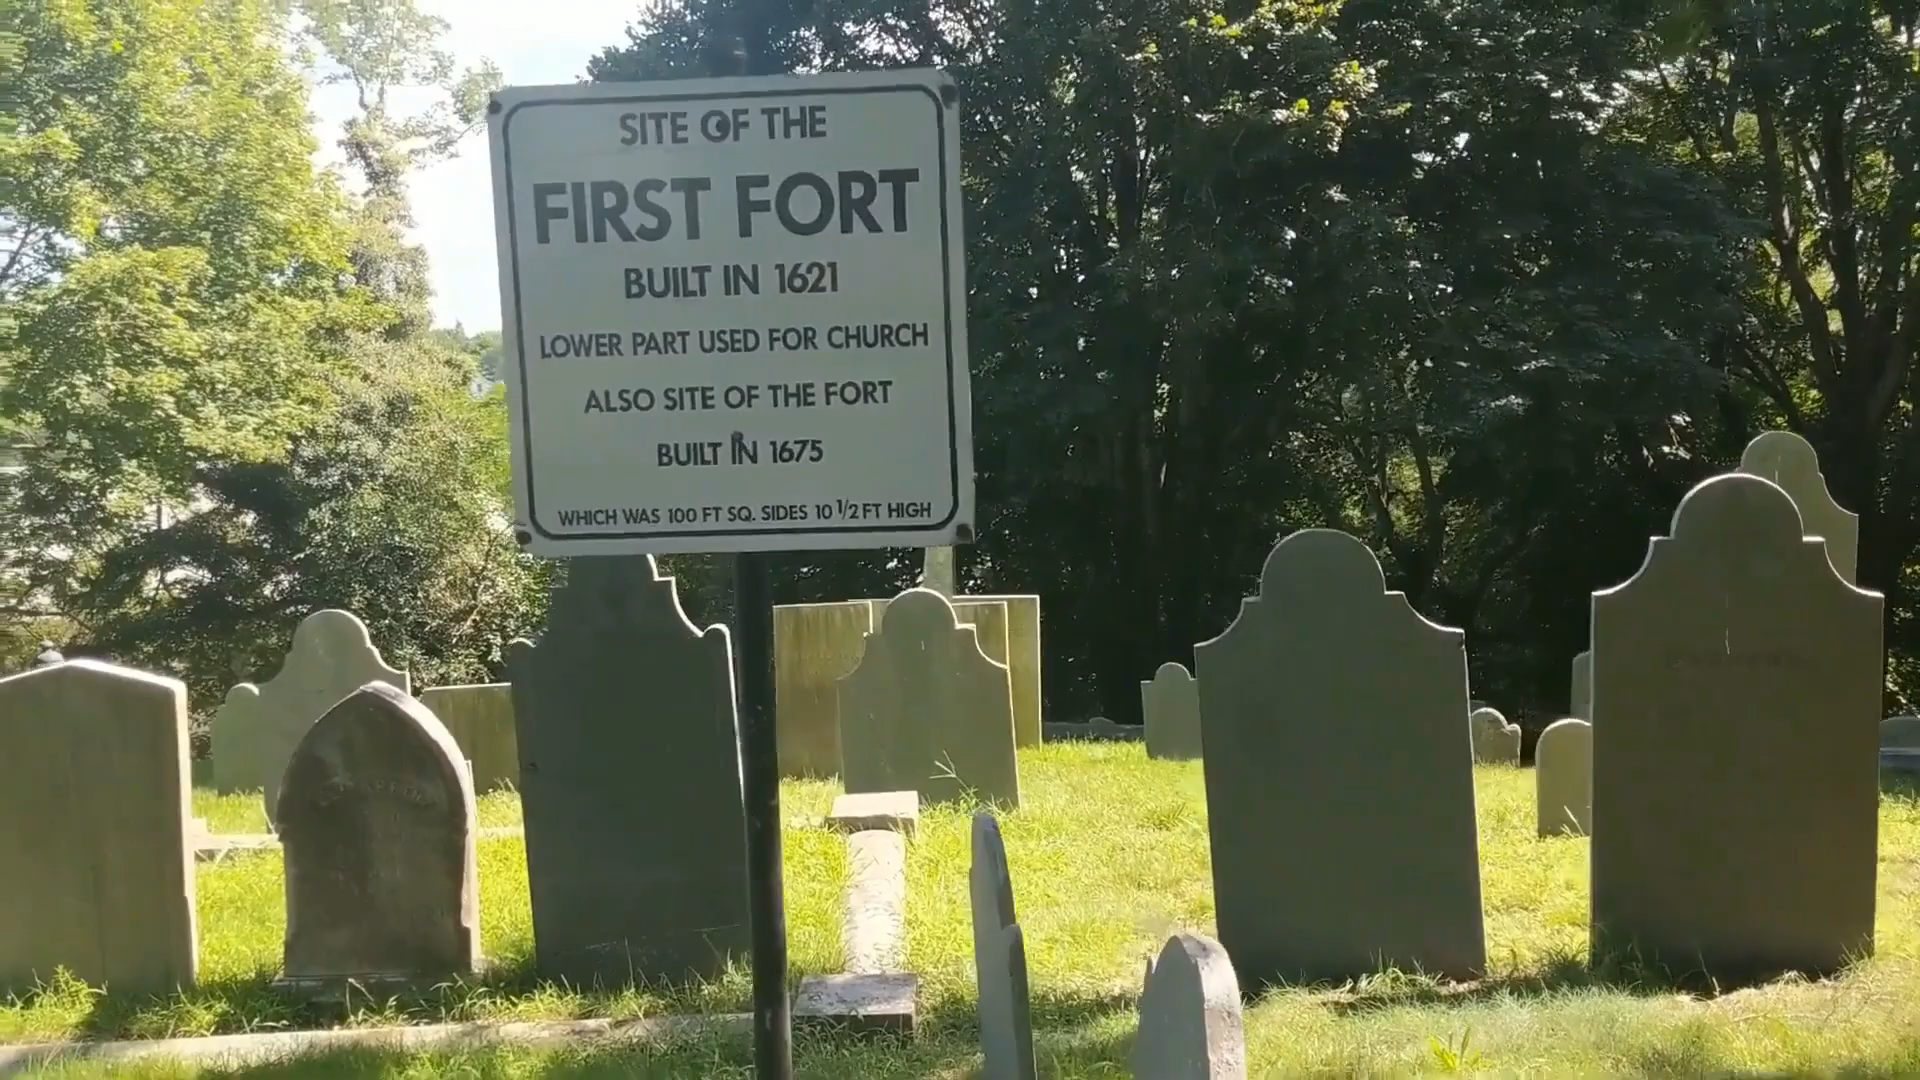 SITE OF THE
FIRST FORT
BUILT IN 1621
LOWER PART USED FOR CHURCH
ALSO SITE OF THE FORT
BUILT IN 1675
WHICH WAS 100 FT SQ. SIDES 10 1/2 FT HIGH